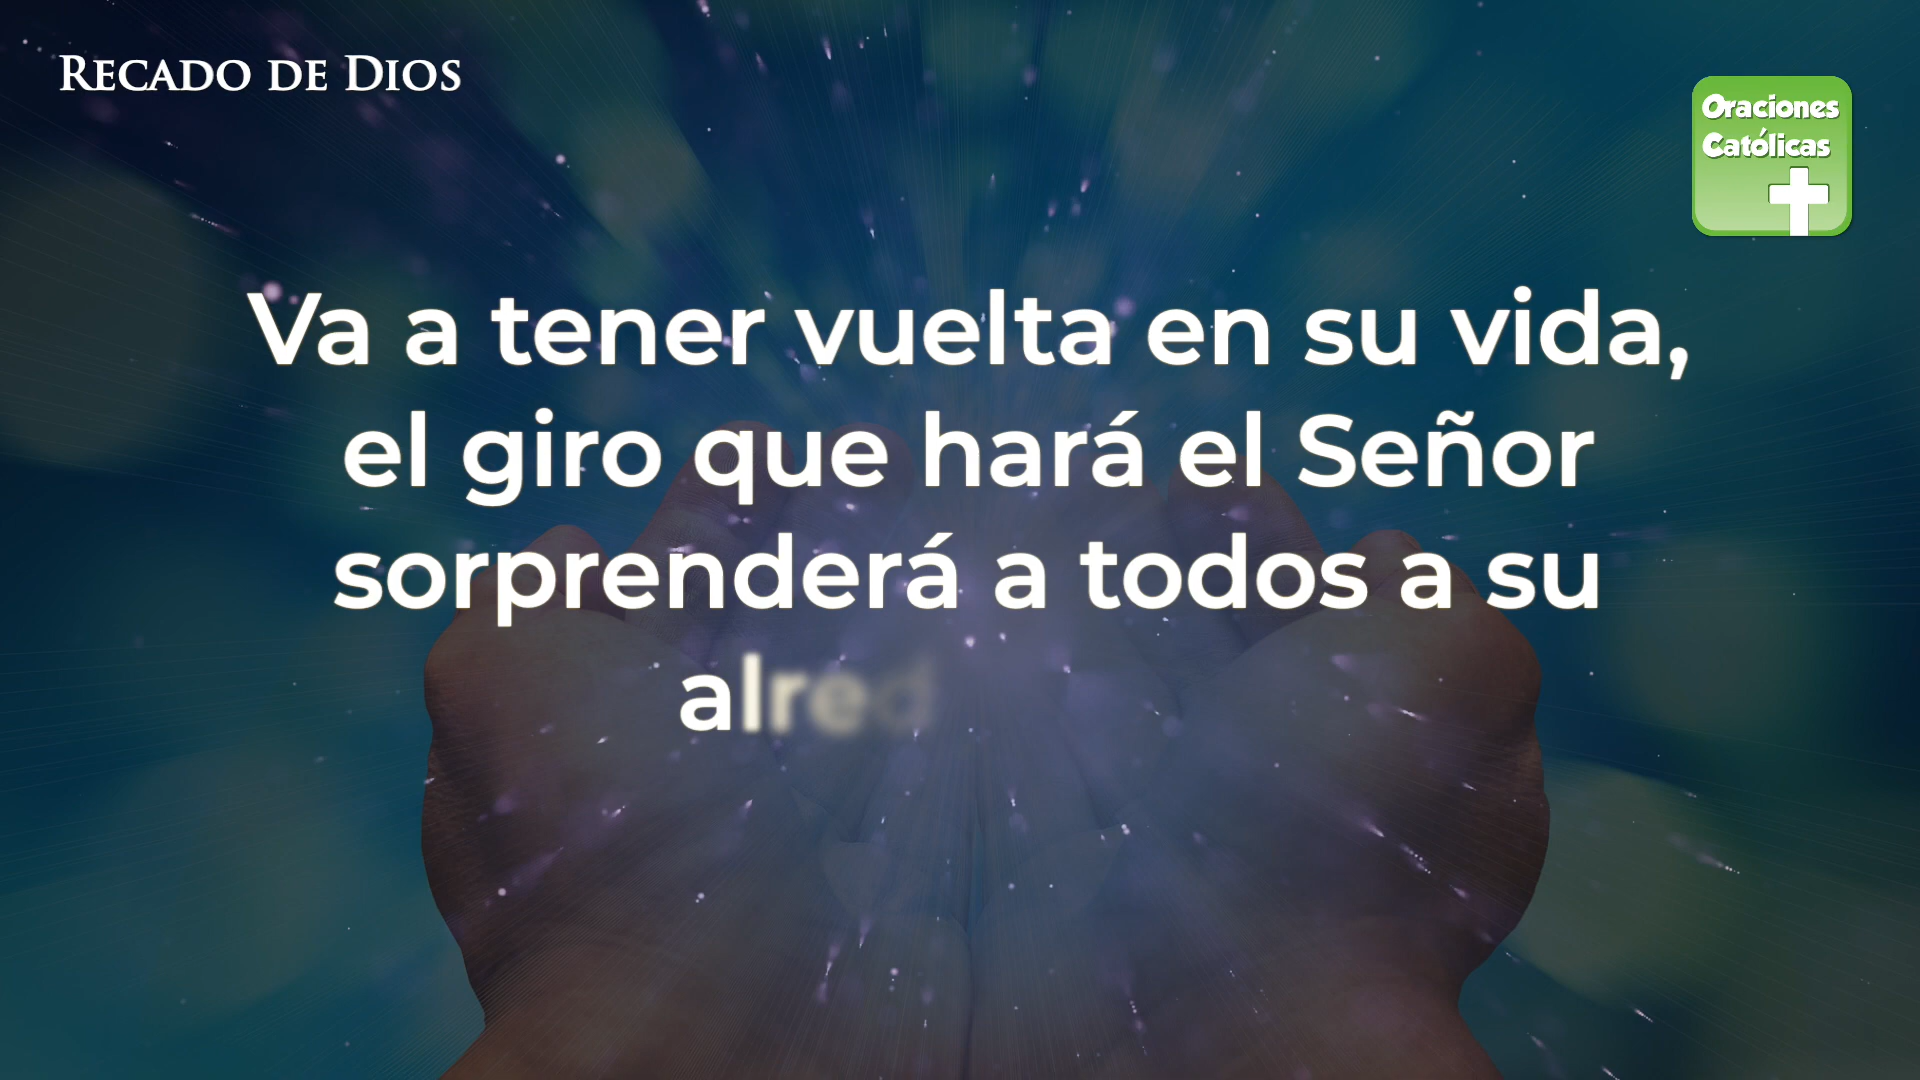 Recado de Dios
Oraciones
Católicas
Va a tener vuelta en su vida,
el giro que hará el Señor
sorprenderá a todos a su
alred